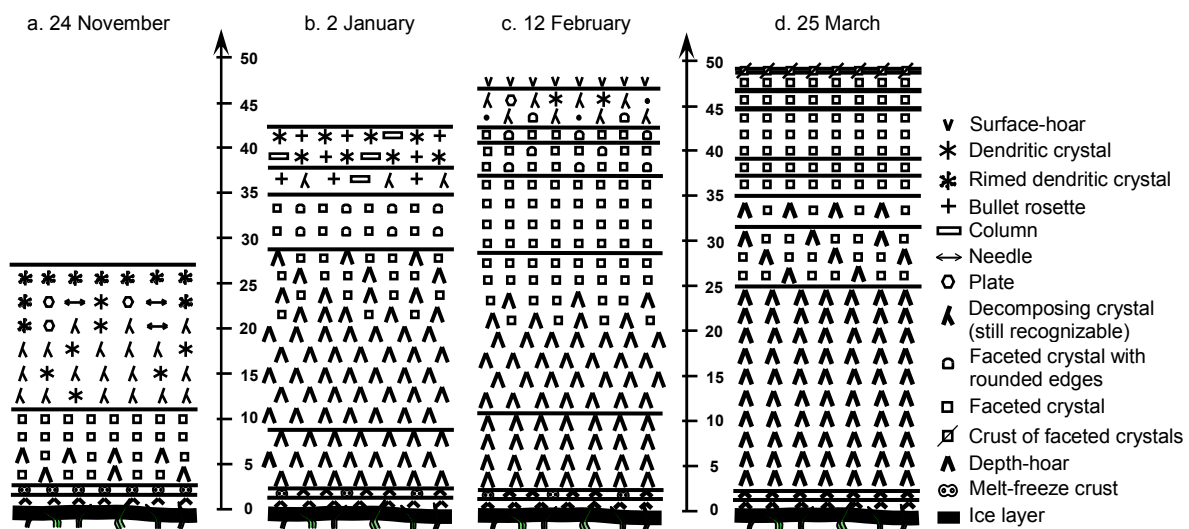 a. 24 November
b. 2 January
c. 12 February
d. 25 March
50
45
40
35
30
25
20
15
10
5
0
50
45
40
35
30
25
20
15
10
5
0
Surface-hoar
Dendritic crystal
Rimed dendritic crystal
Bullet rosette
Column
Needle
Plate
Decomposing crystal
(still recognizable)
Faceted crystal with
rounded edges
Faceted crystal
Crust of faceted crystals
Depth-hoar
Melt-freeze crust
Ice layer